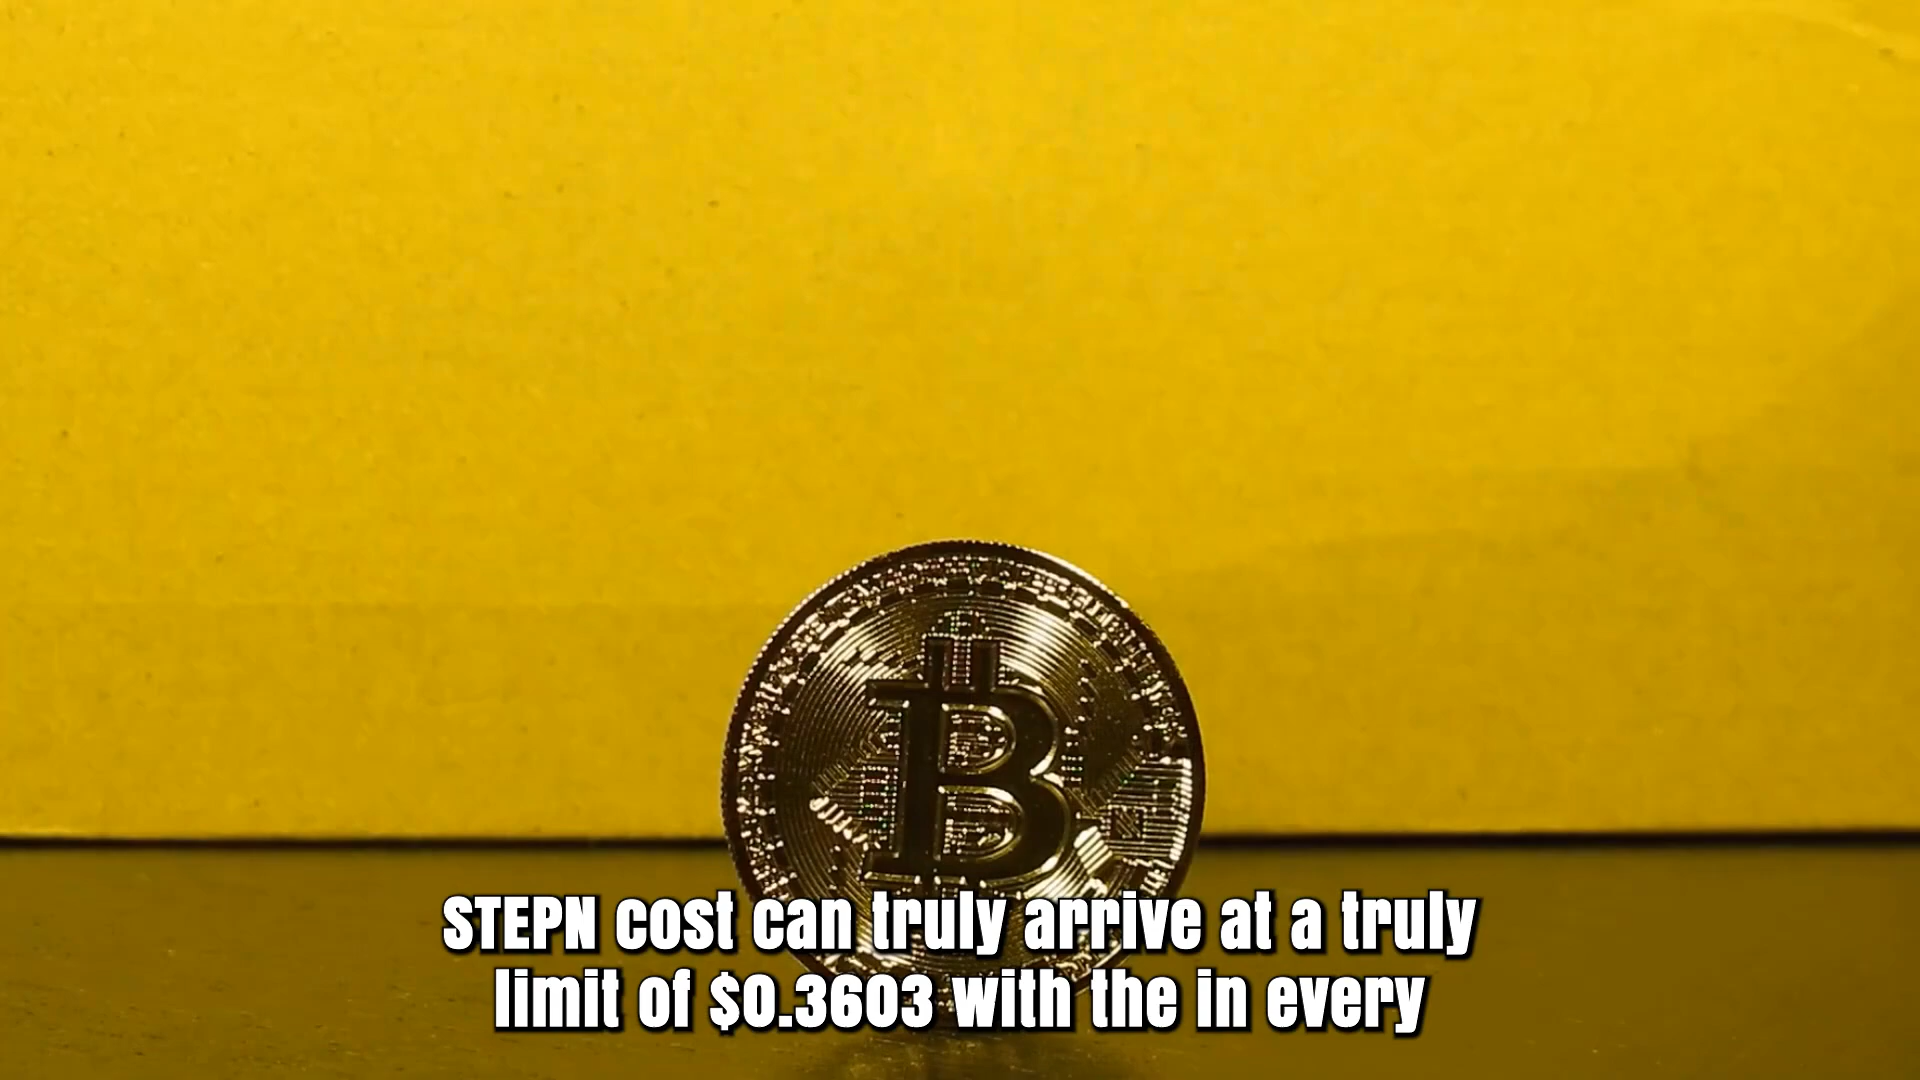 STEPN cost can truly arrive at a truly
limit of $0.3603 with the in every